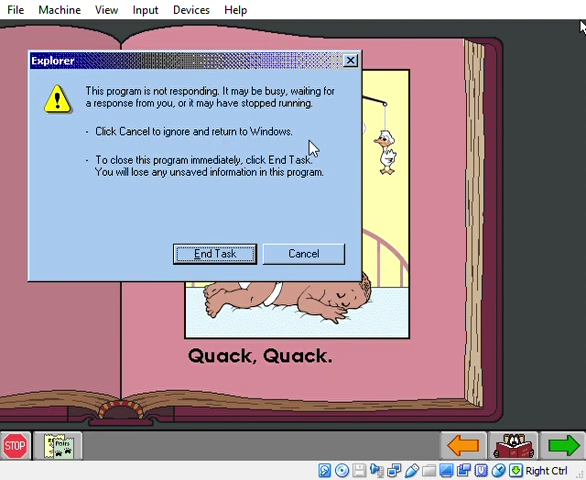 File Machine View Input Devices Help
Explorer
This program is not responding. It may be busy, waiting for
a response from you, or it may have stopped running.
- Click Cancel to ignore and return to Windows.
- To close this program immediately, click End Task.
You will lose any unsaved information in this program.
End Task Cancel
Quack, Quack.
STOP
Pairs
Right Ctrl